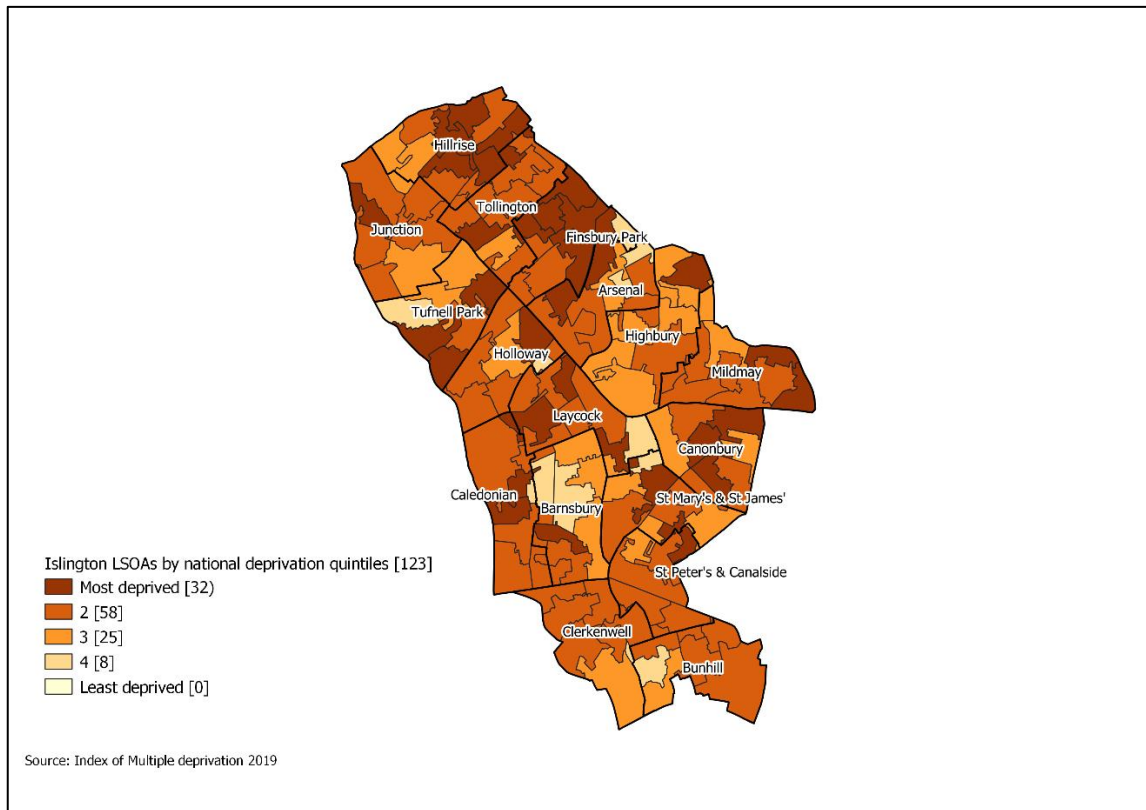 Hillrise
Tollington
Junction
Finsbury Park
Arsenal
Tufnell Park
Highbury
Holloway
Mildmay
Laycock
Canonbury
Caledonian
St Mary's & St James'
Barnsbury
Islington LSOAs by national deprivation quintiles [123]
Most deprived [32)
2 [58]
3 [25]
4 [8]
Least deprived [0]
St Peter's & Canalside
Clerkenwell
Bunhill
Source: Index of Multiple deprivation 2019